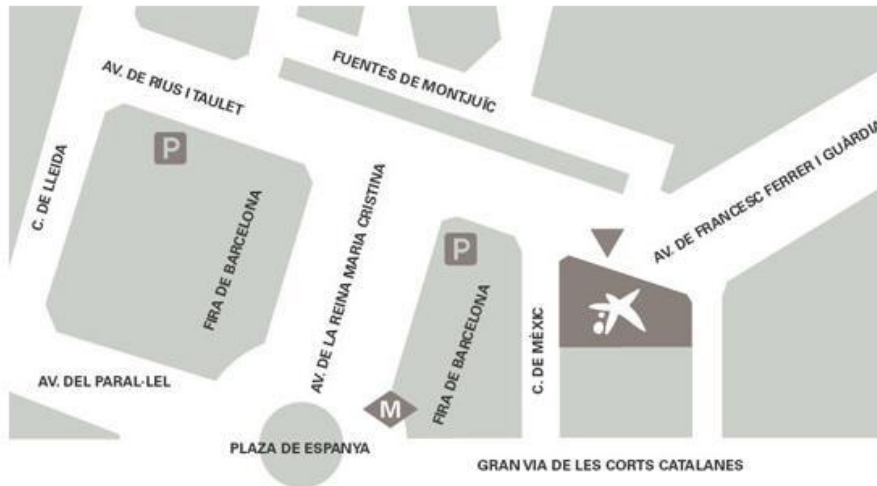 FUENTES DE MONTJUÏC
AV. DE RIUS I TAULET
P
C. DE LLEIDA
FIRA DE BARCELONA
AV. DE LA REINA MARIA CRISTINA
P
FIRA DE BARCELONA
C. DE MÈXIC
AV. DE FRANCESC FERRER I GUÀRDIA
AV. DEL PARAL-LEL
M
PLAZA DE ESPANYA
GRAN VIA DE LES CORTS CATALANES